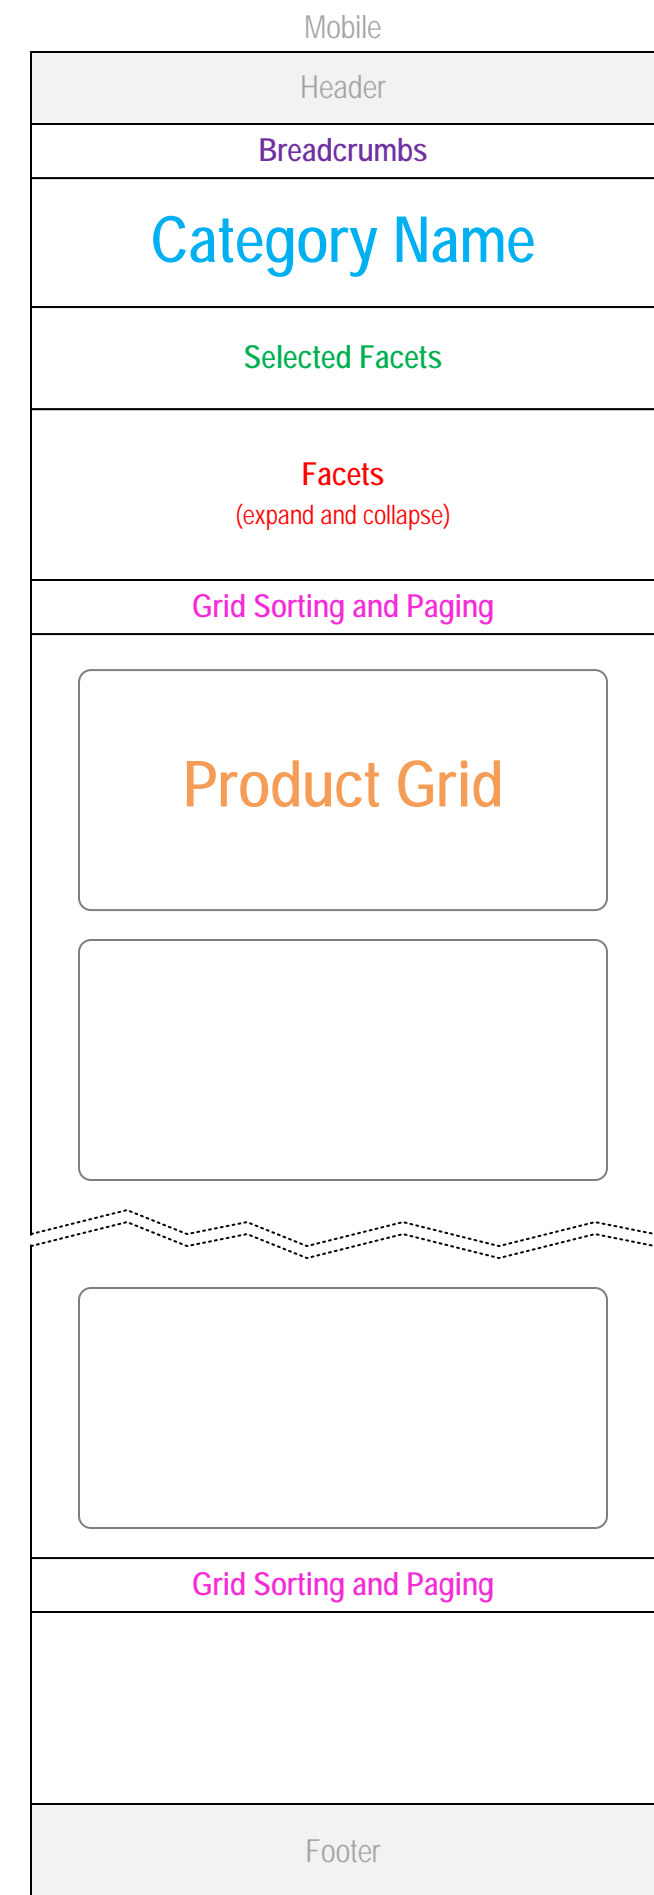 Mobile
Header
Breadcrumbs
Category Name
Selected Facets
Facets
(expand and collapse)
Grid Sorting and Paging
Product Grid
Grid Sorting and Paging
Footer